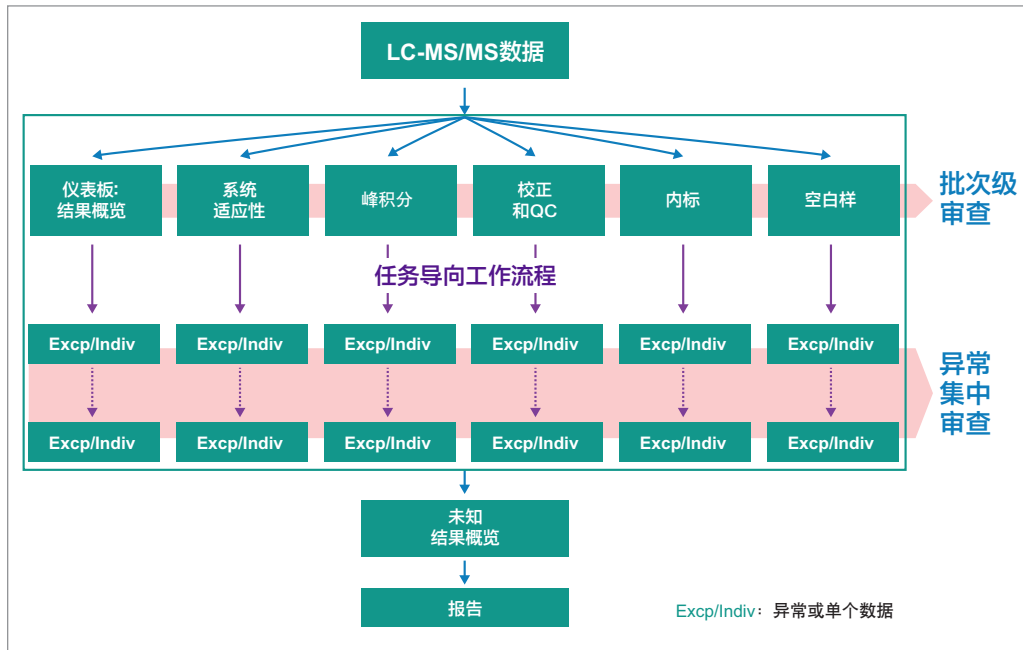 LC-MS/MS数据
仪表板:
结果概览
系统
适应性
峰积分
校正
和QC
内标
空白样
批次级
审查
任务导向工作流程
Excp/Indiv
Excp/Indiv
Excp/Indiv
Excp/Indiv
Excp/Indiv
Excp/Indiv
异常
集中
审查
Excp/Indiv
Excp/Indiv
Excp/Indiv
Excp/Indiv
Excp/Indiv
Excp/Indiv
未知
结果概览
报告
Excp/Indiv：异常或单个数据